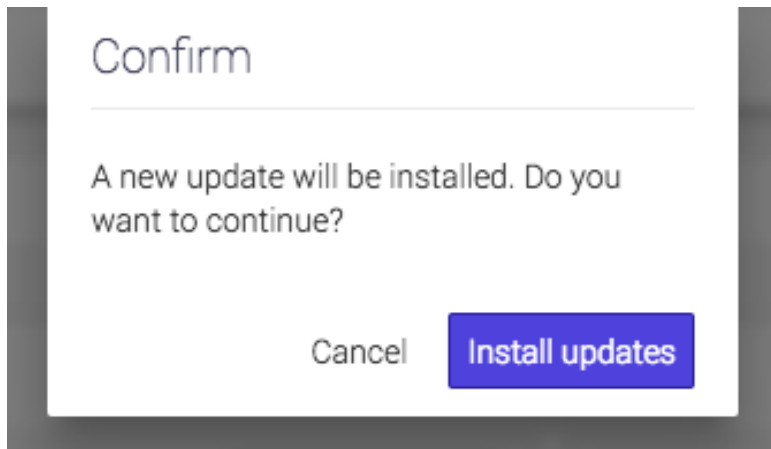 Confirm
A new update will be installed. Do you
want to continue?
Cancel
Install updates